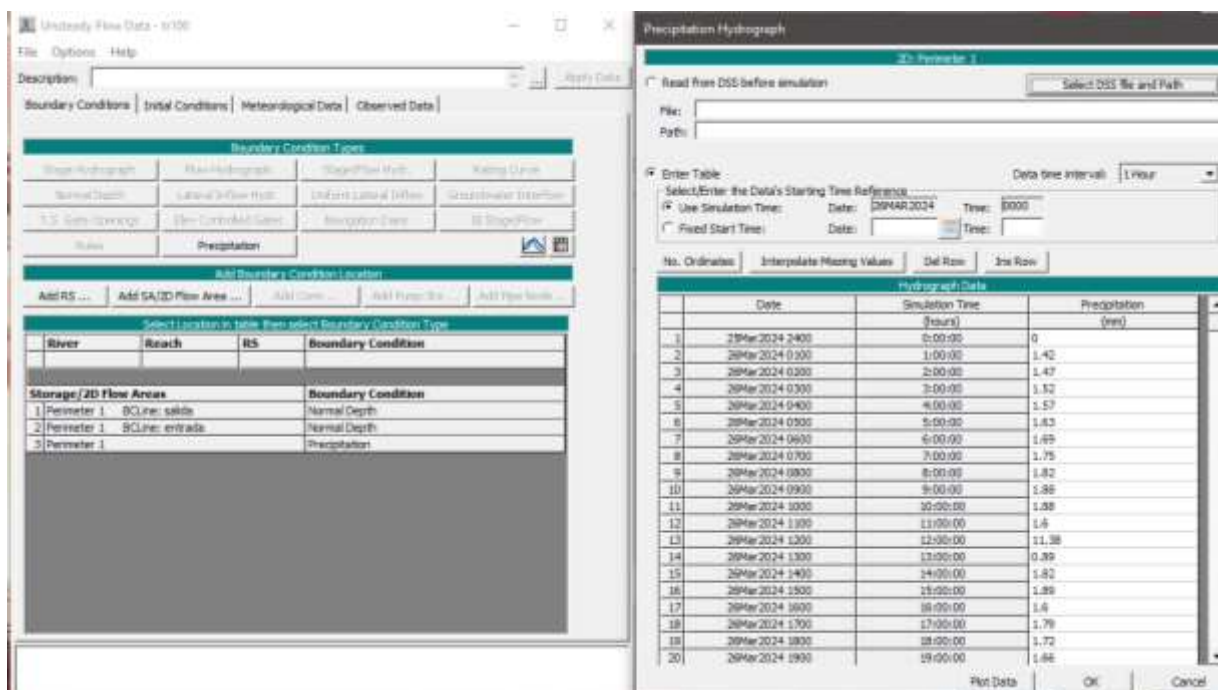 Unsteady Flow Data - tr100
File Options Help
Description: ... Apply Data
Boundary Conditions Initial Conditions Meteorological Data Observed Data
Boundary Condition Types
Stage Hydrograph Flow Hydrograph Stage/Flow Hydr. Rating Curve
Normal Depth Lateral Inflow Hydr. Uniform Lateral Inflow Groundwater Interflow
T.S. Gate Openings Elev Controlled Gates Navigation Dams IB Stage/Flow
Rules Precipitation
Add Boundary Condition Location
Add RS ... Add SA/2D Flow Area ... Add Conn ... Add Pump Sta ... Add Pipe Node ...
Select Location in table then select Boundary Condition Type
River Reach RS Boundary Condition
Storage/2D Flow Areas Boundary Condition
1 Perimeter 1 BCLine: salida Normal Depth
2 Perimeter 1 BCLine: entrada Normal Depth
3 Perimeter 1 Precipitation
Precipitation Hydrograph
2D: Perimeter 1
Read from DSS before simulation Select DSS file and Path
File:
Path:
Enter Table Data time interval: 1 Hour
Select/Enter the Data's Starting Time Reference
Use Simulation Time: Date: 26MAR2024 Time: 0000
Fixed Start Time: Date: Time:
No. Ordinates Interpolate Missing Values Del Row Ins Row
Hydrograph Data
Date Simulation Time Precipitation
(hours) (mm)
1 25Mar2024 2400 0:00:00 0
2 26Mar2024 0100 1:00:00 1.42
3 26Mar2024 0200 2:00:00 1.47
4 26Mar2024 0300 3:00:00 1.52
5 26Mar2024 0400 4:00:00 1.57
6 26Mar2024 0500 5:00:00 1.63
7 26Mar2024 0600 6:00:00 1.69
8 26Mar2024 0700 7:00:00 1.75
9 26Mar2024 0800 8:00:00 1.82
10 26Mar2024 0900 9:00:00
11 26Mar2024 1000 10:00:00 1.88
12 26Mar2024 1100 11:00:00 1.6
13 26Mar2024 1200 12:00:00 11.38
14 26Mar2024 1300 13:00:00 0.89
15 26Mar2024 1400 14:00:00 1.82
16 26Mar2024 1500 15:00:00 1.89
17 26Mar2024 1600 16:00:00 1.6
18 26Mar2024 1700 17:00:00 1.79
19 26Mar2024 1800 18:00:00 1.72
20 26Mar2024 1900 19:00:00 1.66
Plot Data OK Cancel